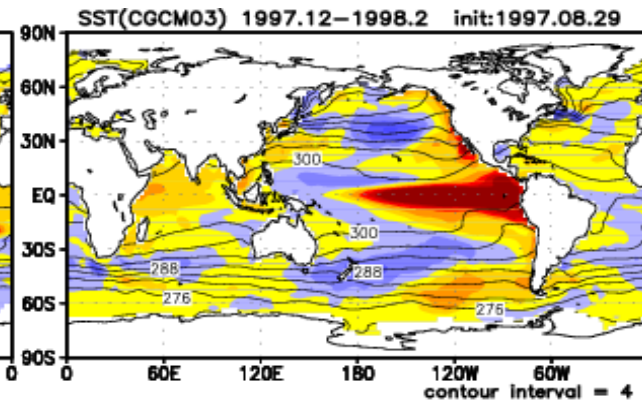 SST(CGCM03) 1997.12−1998.2 init:1997.08.29
90N
60N
30N
300
EQ
300
30S
288
288
60S
276
276
90S
0
0
60E
120E
180
120W
60W
contour interval = 4